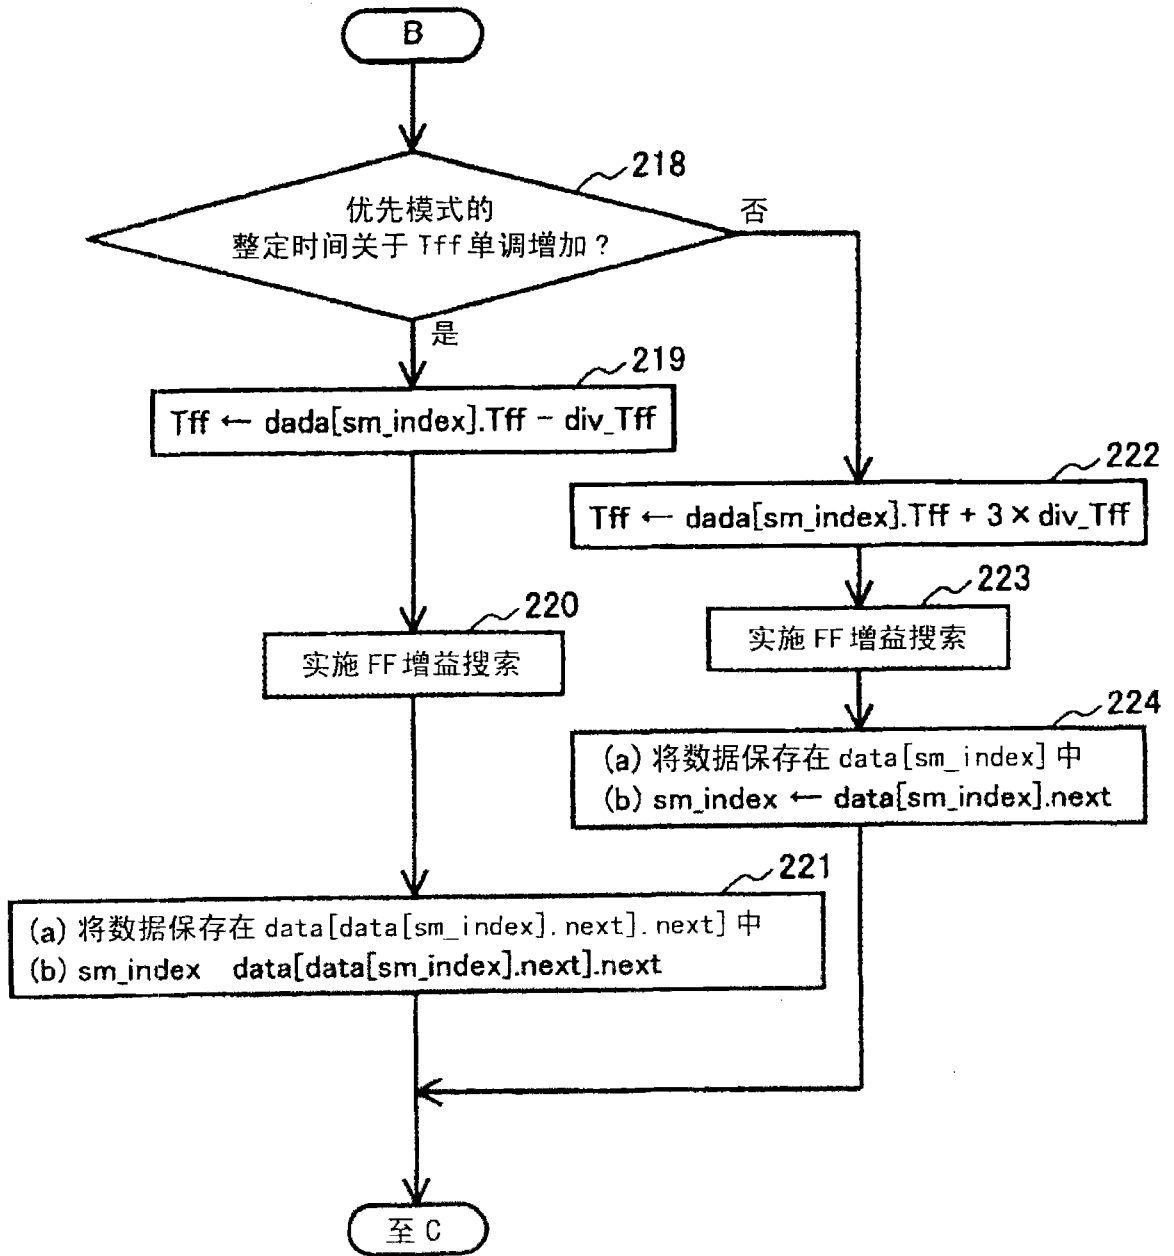 B
218
优先模式的
整定时间关于 Tff 单调增加？
否
是
219
Tff ← dada[sm_index].Tff − div_Tff
222
Tff ← dada[sm_index].Tff + 3 × div_Tff
220
实施 FF 增益搜索
223
实施 FF 增益搜索
224
(a) 将数据保存在 data[sm_index] 中
(b) sm_index ← data[sm_index].next
221
(a) 将数据保存在 data[data[sm_index].next].next] 中
(b) sm_index data[data[sm_index].next].next
至 C